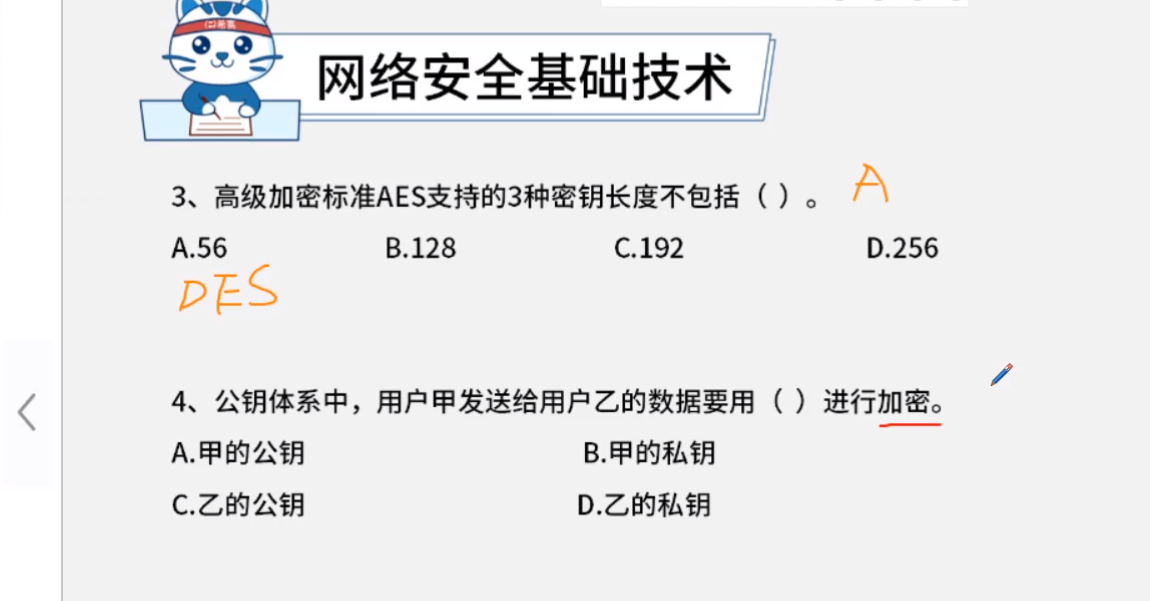 网络安全基础技术
3、高级加密标准AES支持的3种密钥长度不包括（ ）。 A
A.56 B.128 C.192 D.256
DES
4、公钥体系中，用户甲发送给用户乙的数据要用（ ）进行加密。
A.甲的公钥 B.甲的私钥
C.乙的公钥 D.乙的私钥